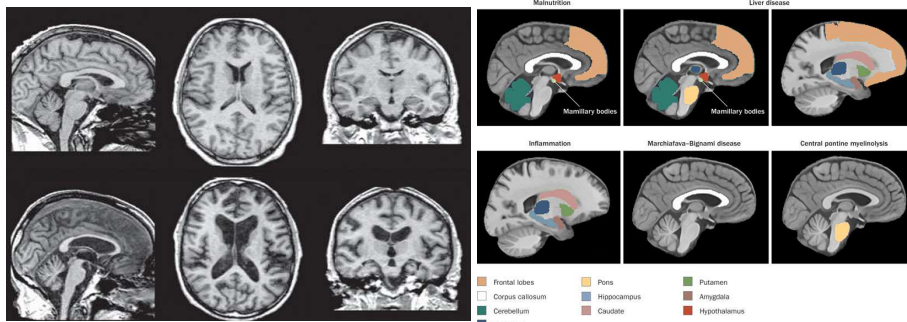 Malnutrition
Liver disease
Mamillary bodies
Mamillary bodies
Inflammation
Marchiafava–Bignami disease
Central pontine myelinolysis
Frontal lobes
Pons
Putamen
Corpus callosum
Hippocampus
Amygdala
Cerebellum
Caudate
Hypothalamus